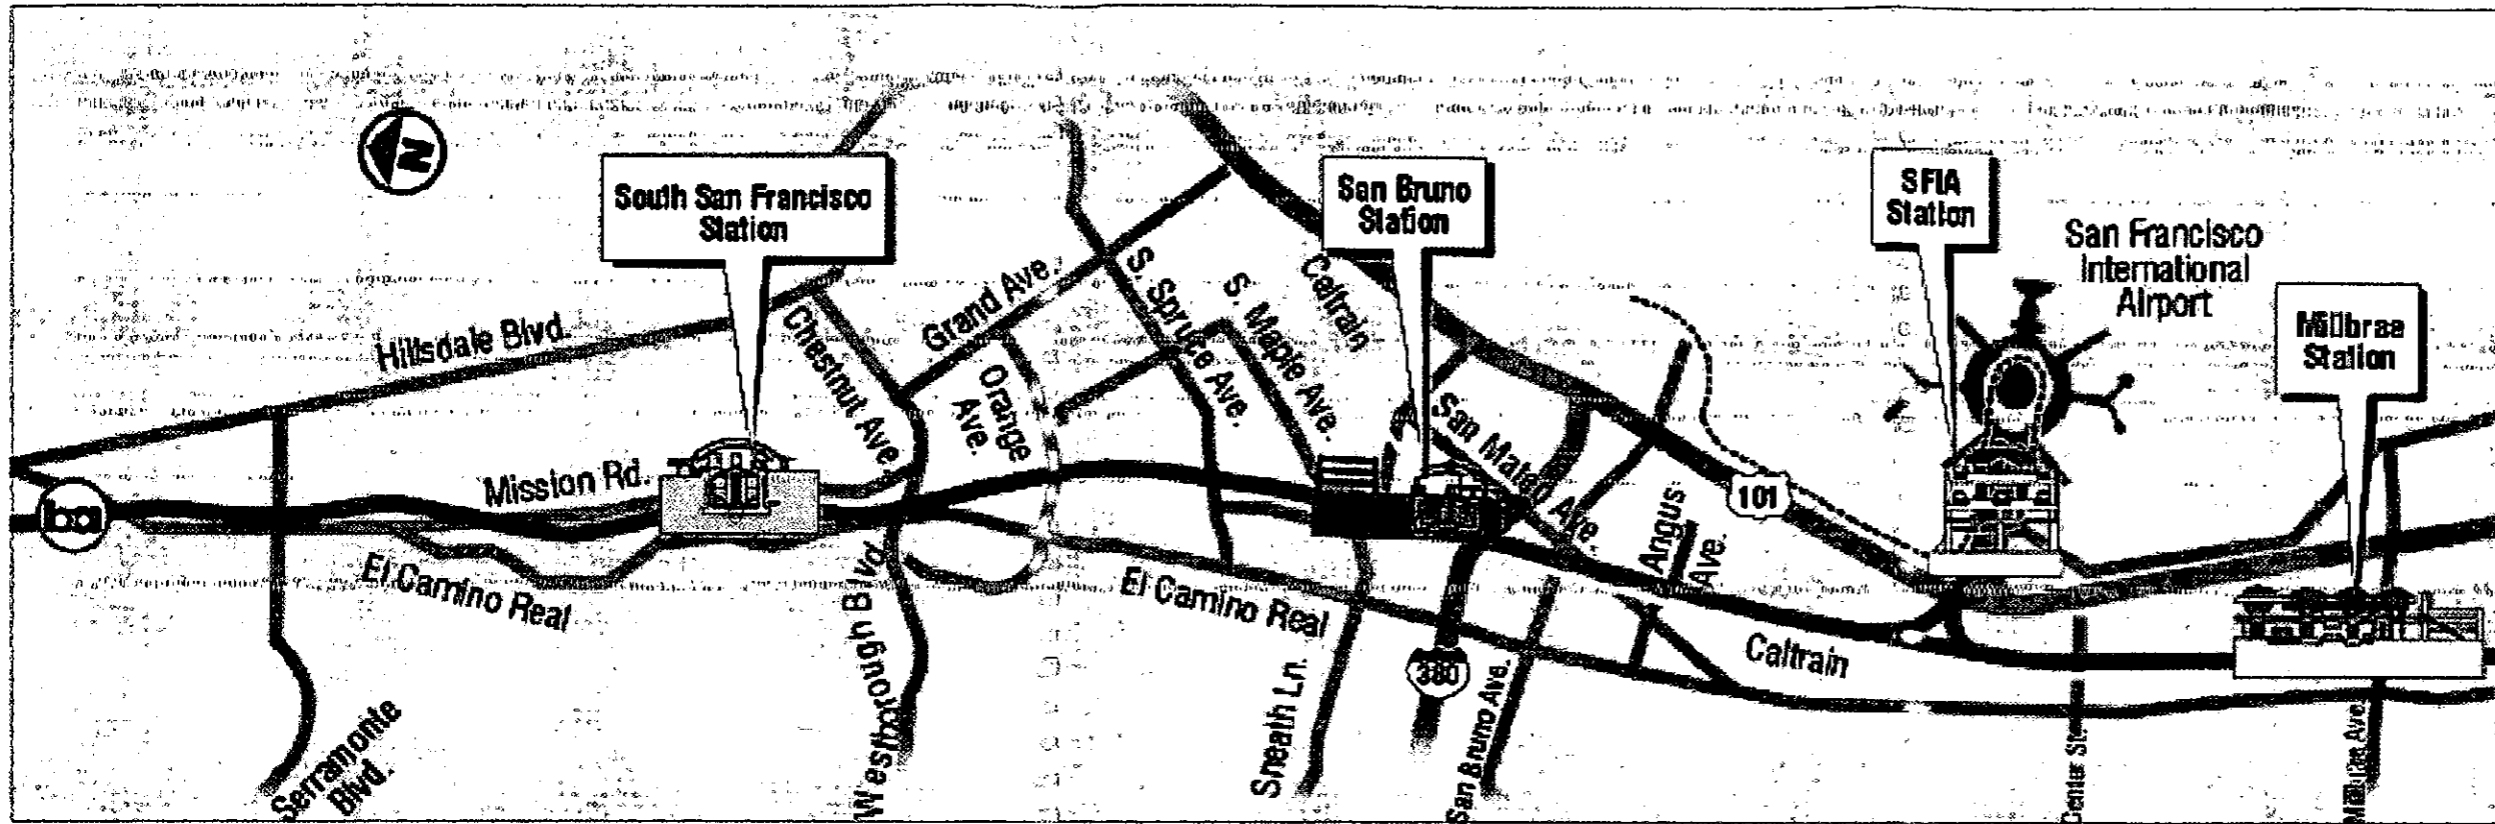 N
South San Francisco
Station
San Bruno
Station
SFIA
Station
San Francisco
International
Airport
Millbrae
Station
Hillsdale Blvd.
Chestnut Ave.
Grand Ave.
Orange
Ave.
S. Spruce Ave.
S. Maple Ave.
Caltrain
San Mateo Ave.
Mission Rd.
101
Angus
Ave.
ba
El Camino Real
Westborough Blvd.
El Camino Real
Sneath Ln.
380
San Bruno Ave.
Caltrain
Center St.
Millbrae Ave.
Serramonte
Blvd.